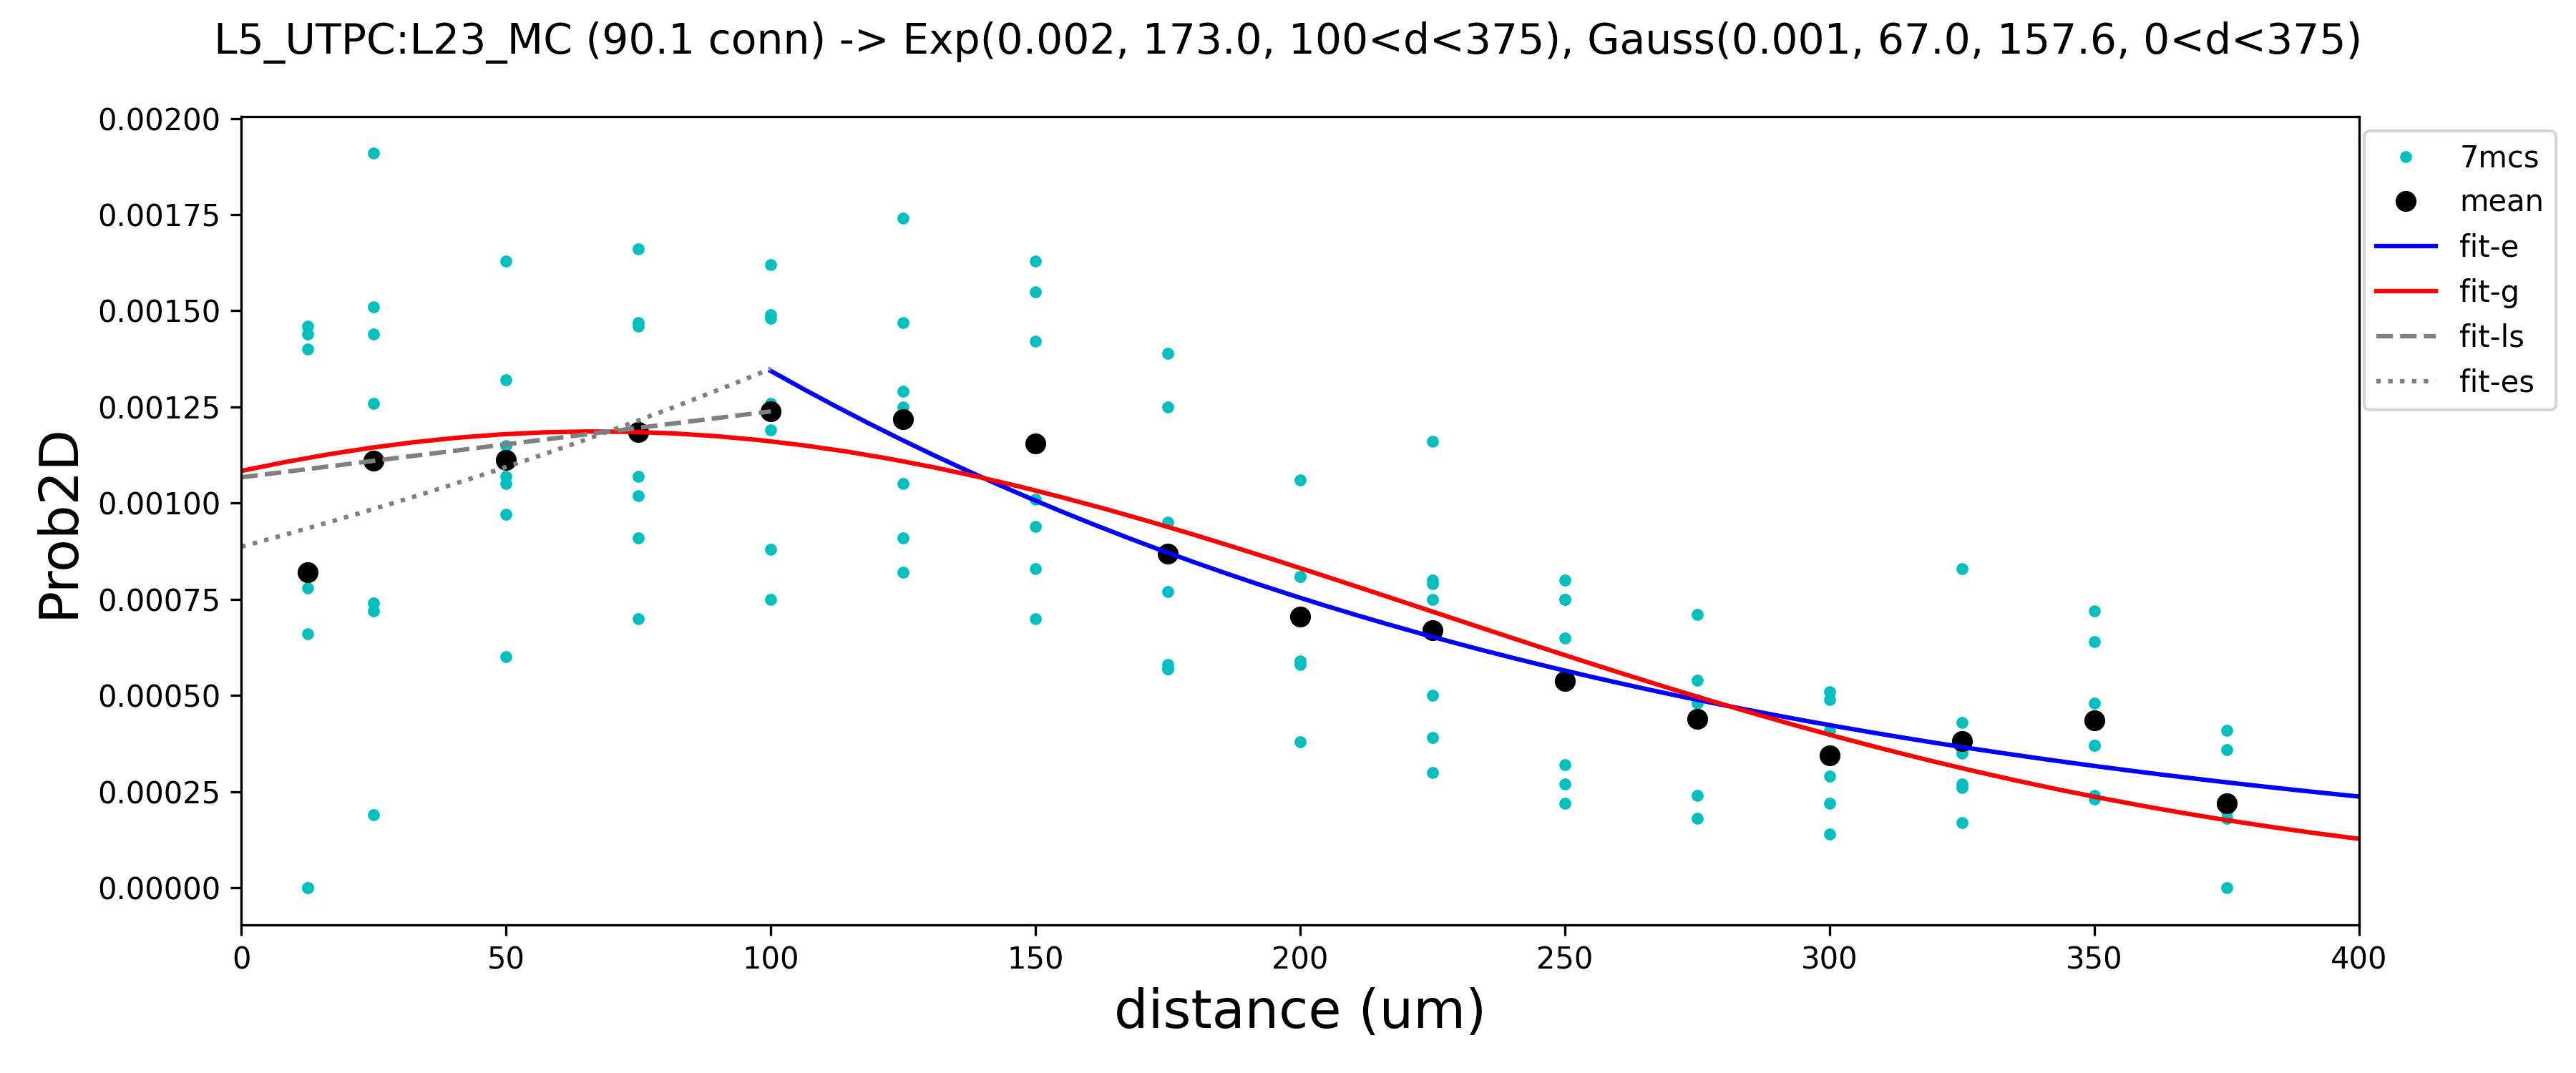 L5_UTPC:L23_MC (90.1 conn) -> Exp(0.002, 173.0, 100<d<375), Gauss(0.001, 67.0, 157.6, 0<d<375)
Prob2D
0.00200
0.00175
0.00150
0.00125
0.00100
0.00075
0.00050
0.00025
0.00000
0 50 100 150 200 250 300 350 400
distance (um)
7mcs
mean
fit-e
fit-g
fit-ls
fit-es